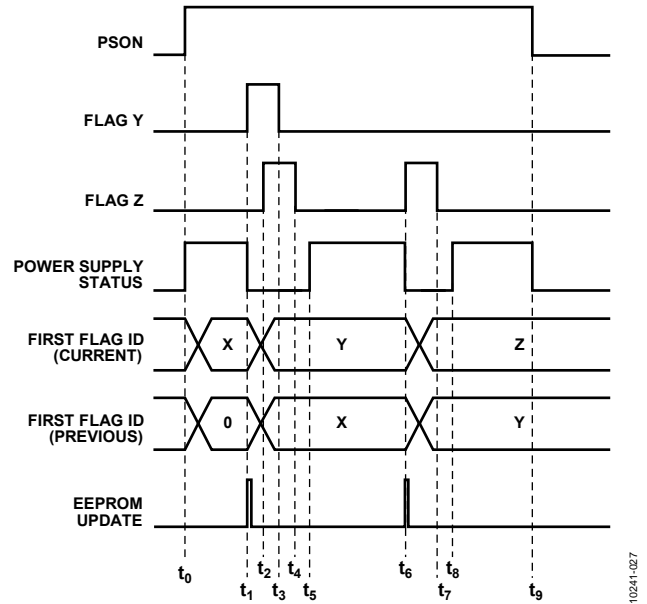 PSON
FLAG Y
FLAG Z
POWER SUPPLY
STATUS
FIRST FLAG ID
(CURRENT)
X
Y
Z
FIRST FLAG ID
(PREVIOUS)
0
X
Y
EEPROM
UPDATE
t0
t1
t2
t3
t4
t5
t6
t7
t8
t9
10241-027